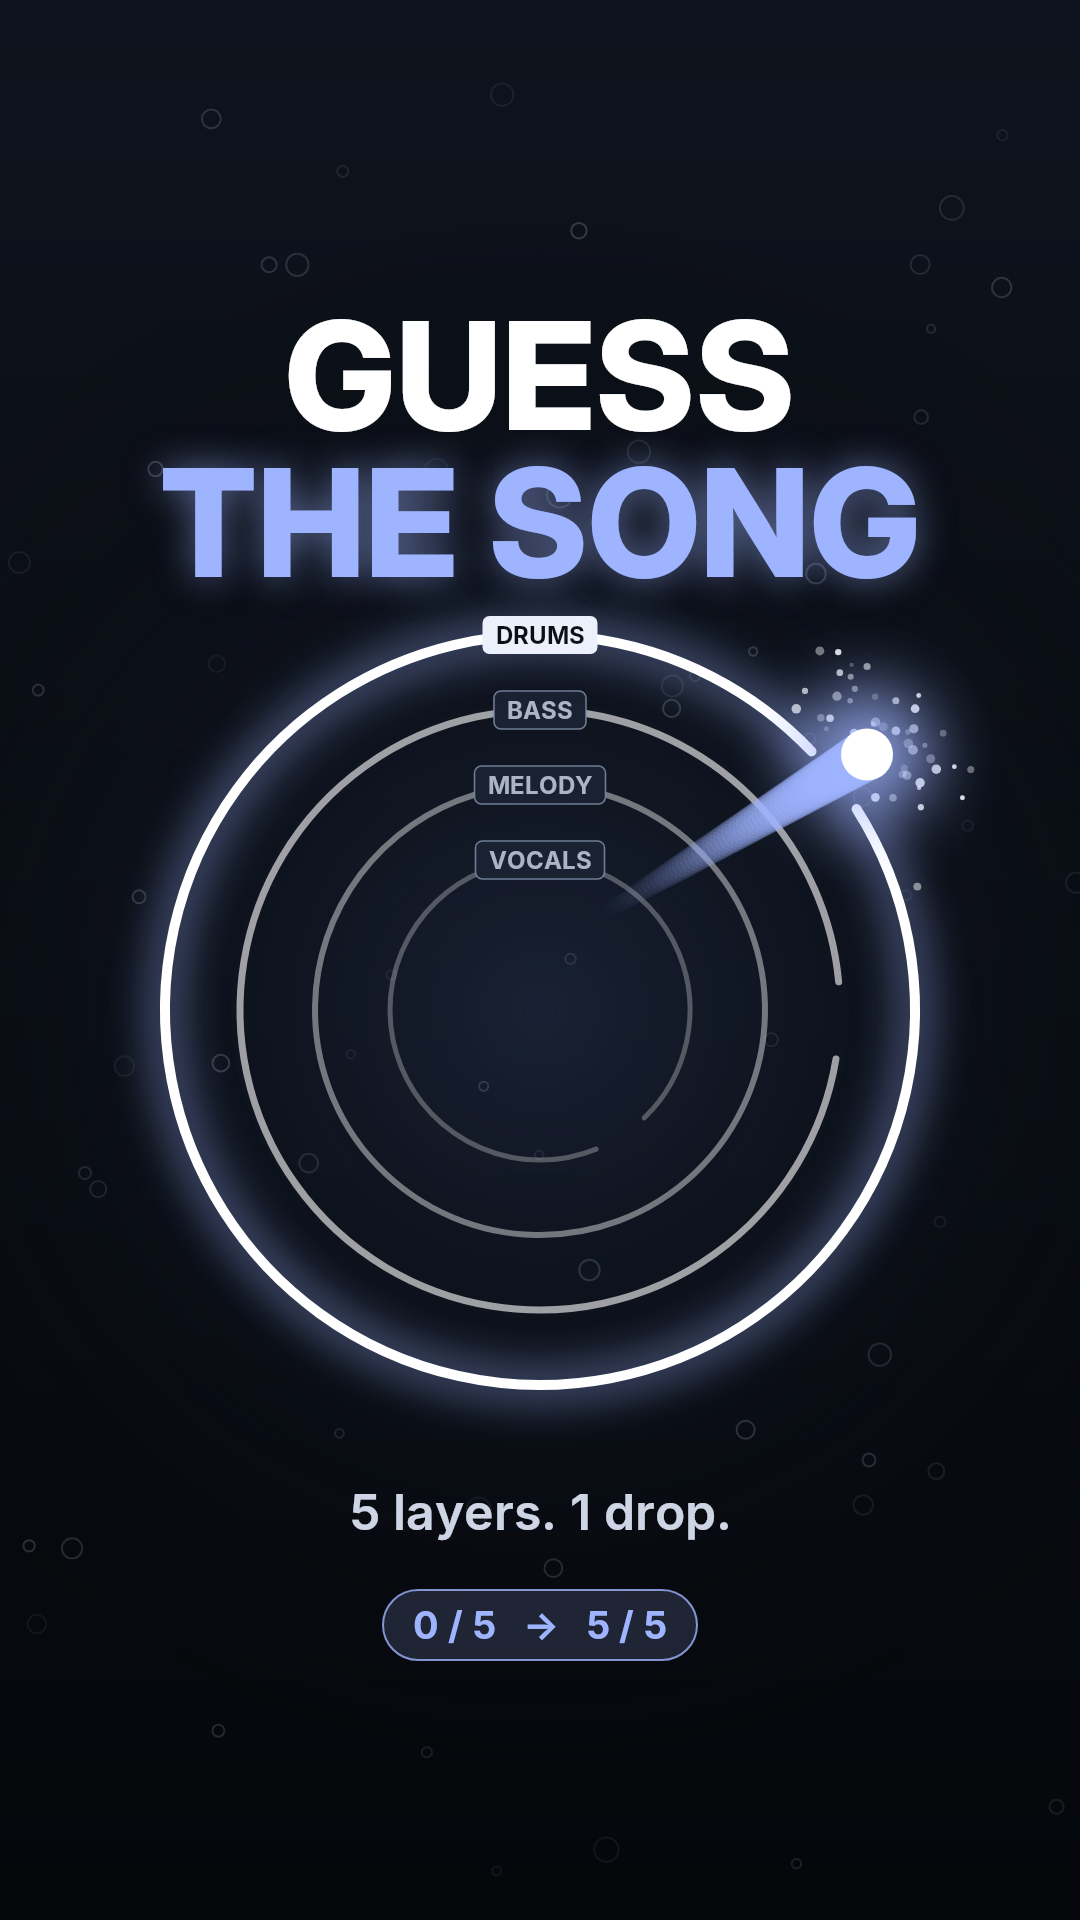 GUESS
THE SONG
DRUMS
BASS
MELODY
VOCALS
5 layers. 1 drop.
0 / 5 → 5 / 5